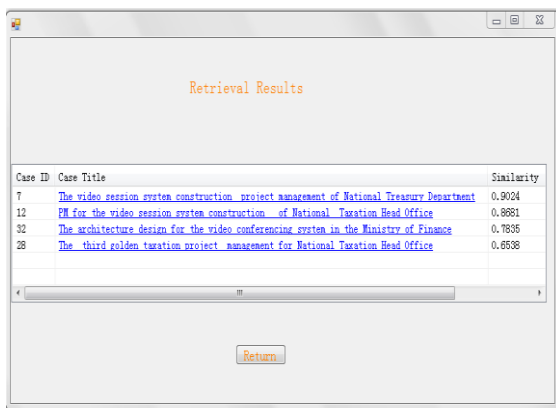 Retrieval Results
Case ID Case Title Similarity
7 The video session system construction project management of National Treasury Department 0.9024
12 PM for the video session system construction of National Taxation Head Office 0.8681
32 The architecture design for the video conferencing system in the Ministry of Finance 0.7835
28 The third golden taxation project management for National Taxation Head Office 0.6538
Return